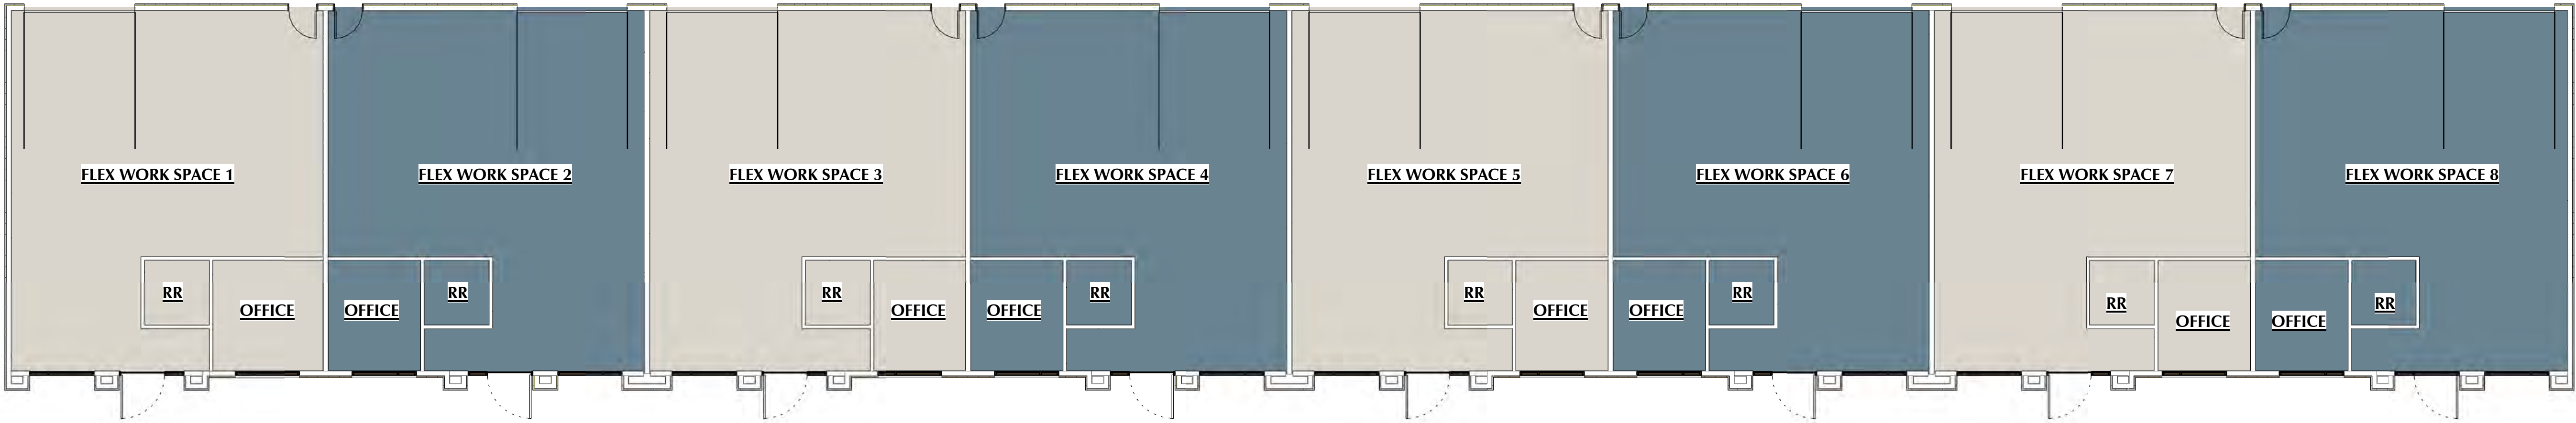 FLEX WORK SPACE 1
FLEX WORK SPACE 2
FLEX WORK SPACE 3
FLEX WORK SPACE 4
FLEX WORK SPACE 5
FLEX WORK SPACE 6
FLEX WORK SPACE 7
FLEX WORK SPACE 8
RR
OFFICE
OFFICE
RR
RR
OFFICE
OFFICE
RR
RR
OFFICE
OFFICE
RR
RR
OFFICE
OFFICE
RR